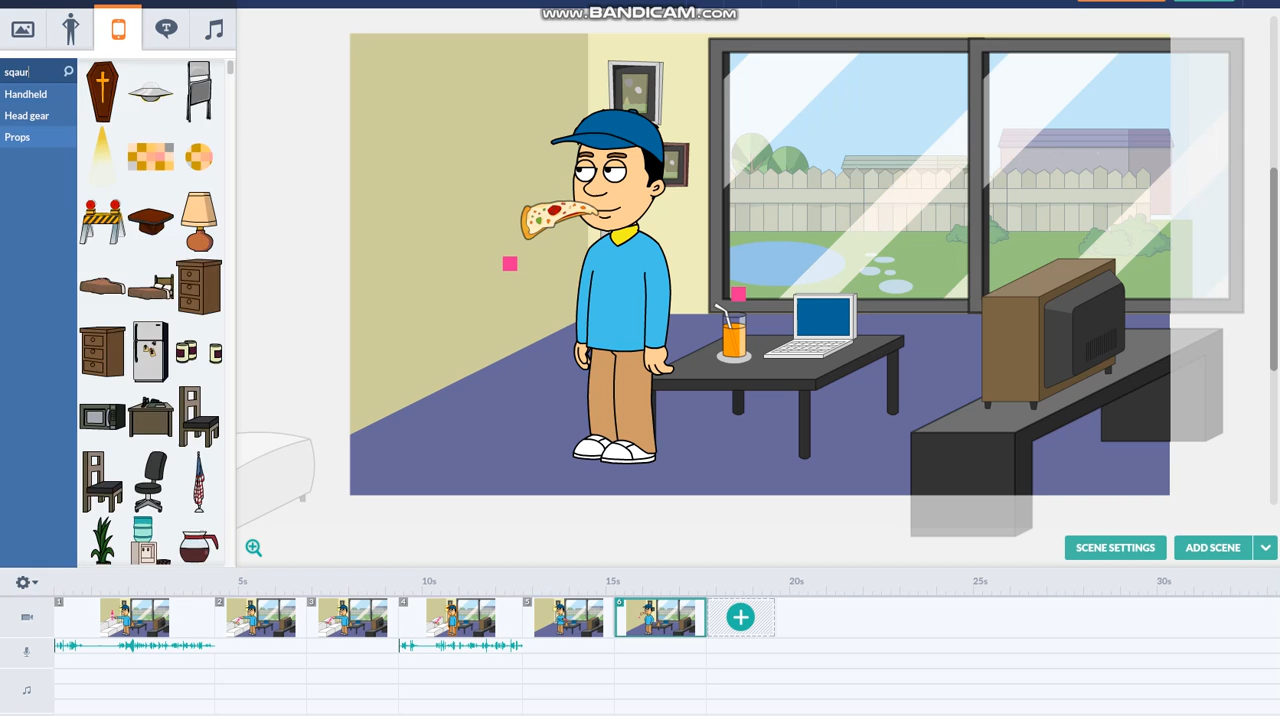 www.BANDICAM.com
T
sqaur
Handheld
Head gear
Props
SCENE SETTINGS
ADD SCENE
5s
10s
15s
20s
25s
30s
1
2
3
4
5
6